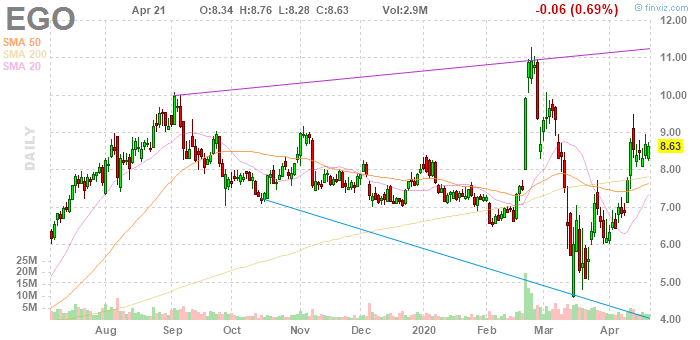 EGO Apr 21 O:8.34 H:8.76 L:8.28 C:8.63 Vol:2.9M -0.06 (0.69%) © finviz.com
SMA 50
SMA 200
SMA 20
DAILY
12.00
11.00
10.00
9.00
8.63
8.00
7.00
6.00
5.00
4.00
25M
20M
15M
10M
5M
Aug Sep Oct Nov Dec 2020 Feb Mar Apr